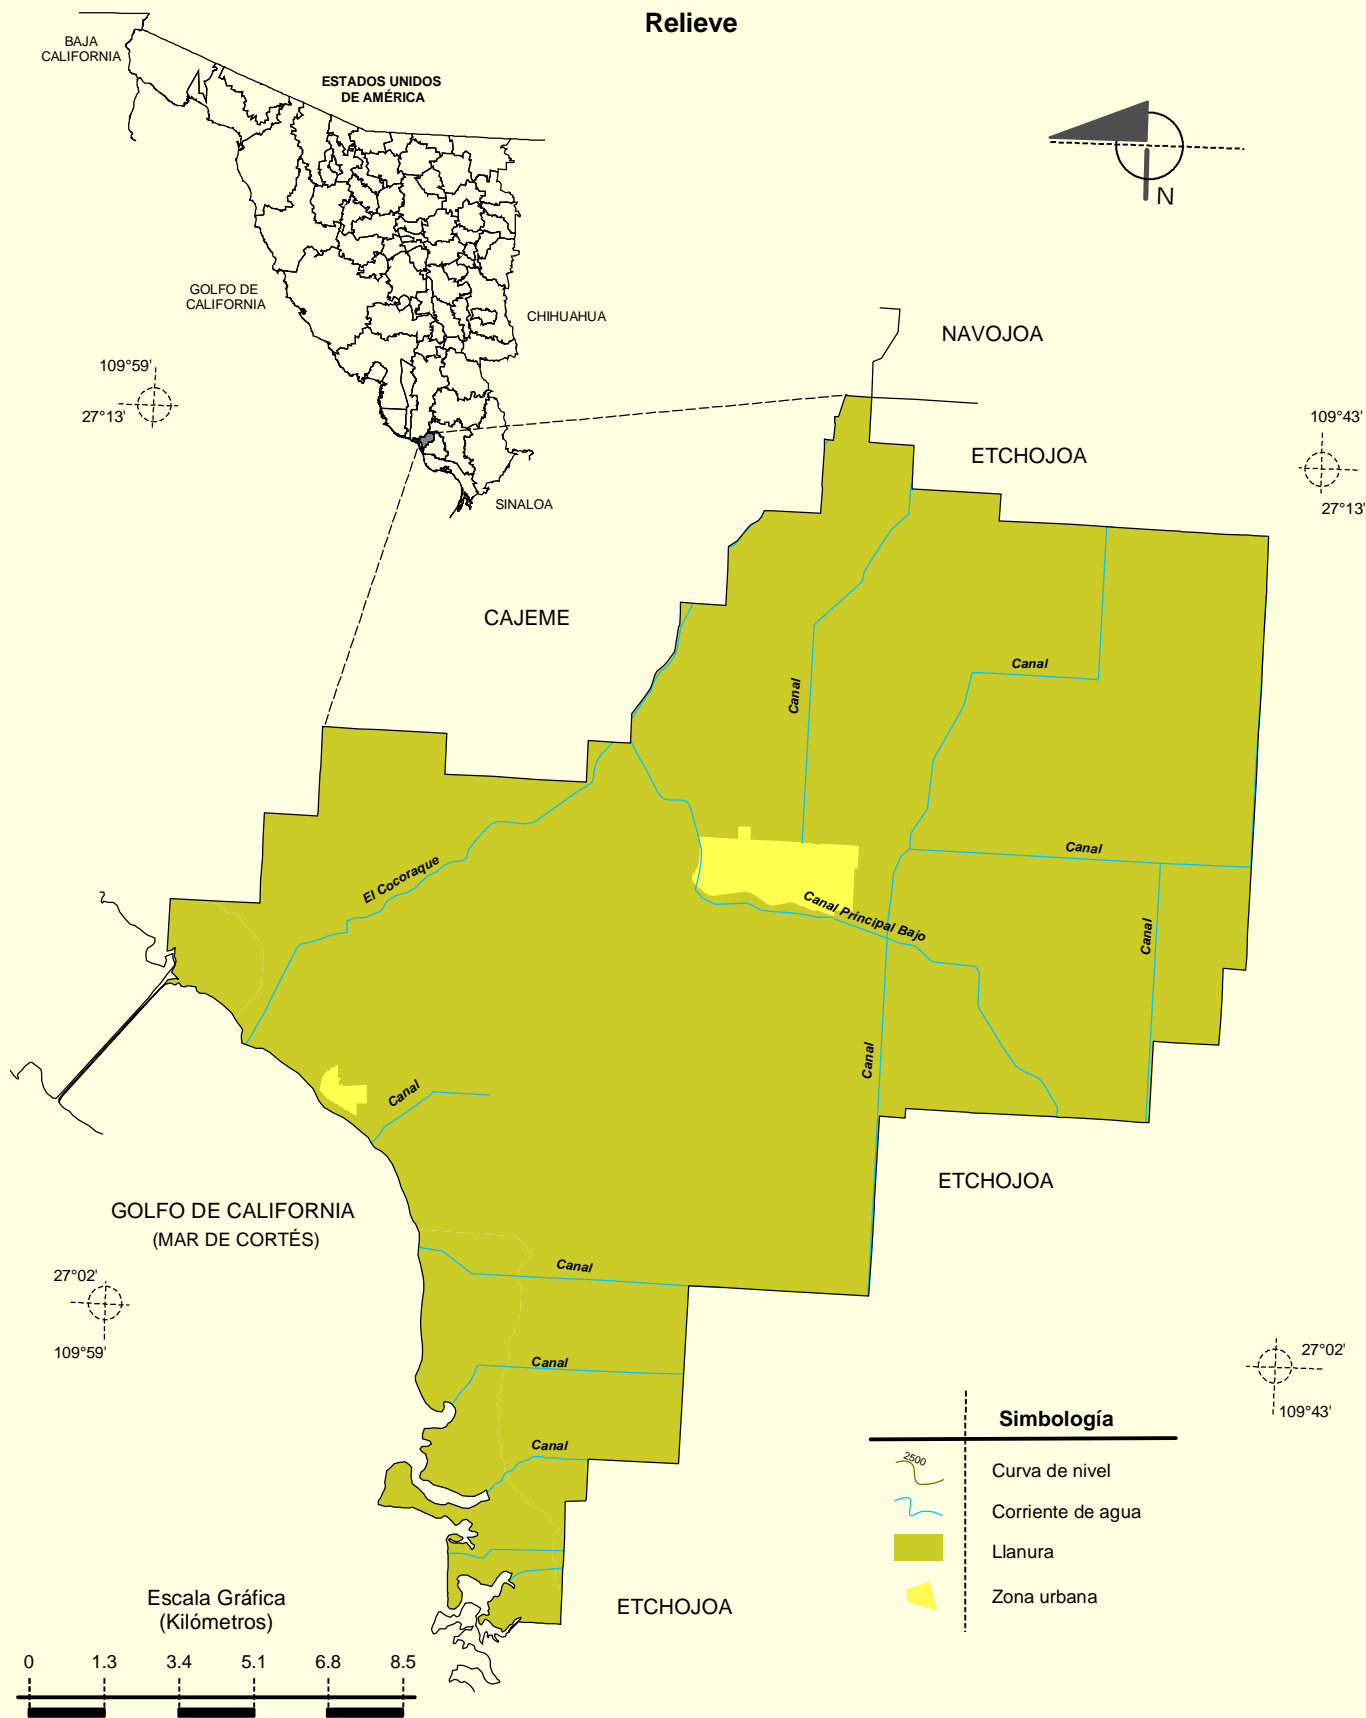 Relieve
BAJA
CALIFORNIA
ESTADOS UNIDOS
DE AMÉRICA
N
GOLFO DE
CALIFORNIA
CHIHUAHUA
NAVOJOA
109°59'
27°13'
109°43'
27°13'
ETCHOJOA
SINALOA
CAJEME
Canal
Canal
Canal
El Cocoraque
Canal Principal Bajo
Canal
Canal
Canal
ETCHOJOA
GOLFO DE CALIFORNIA
(MAR DE CORTÉS)
Canal
27°02'
109°59'
Canal
27°02'
109°43'
Canal
Simbología
2500
Curva de nivel
Corriente de agua
Llanura
Zona urbana
ETCHOJOA
Escala Gráfica
(Kilómetros)
0 1.3 3.4 5.1 6.8 8.5